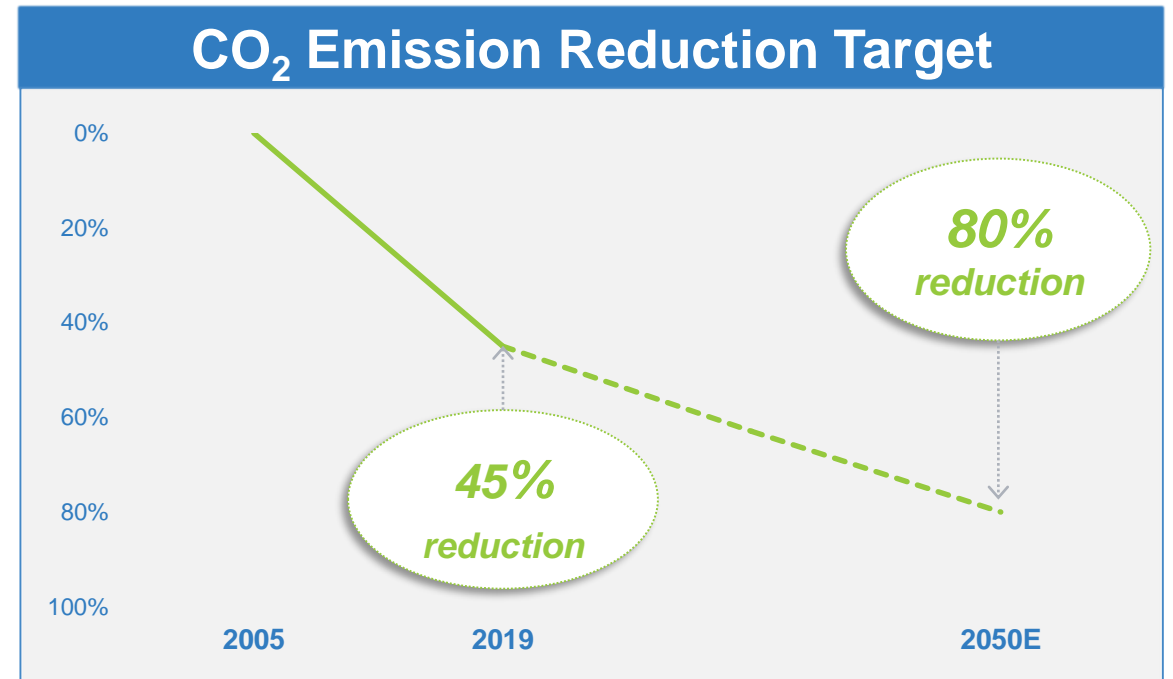 CO₂ Emission Reduction Target
0%
20%
40%
60%
80%
100%
80%
reduction
45%
reduction
2005
2019
2050E